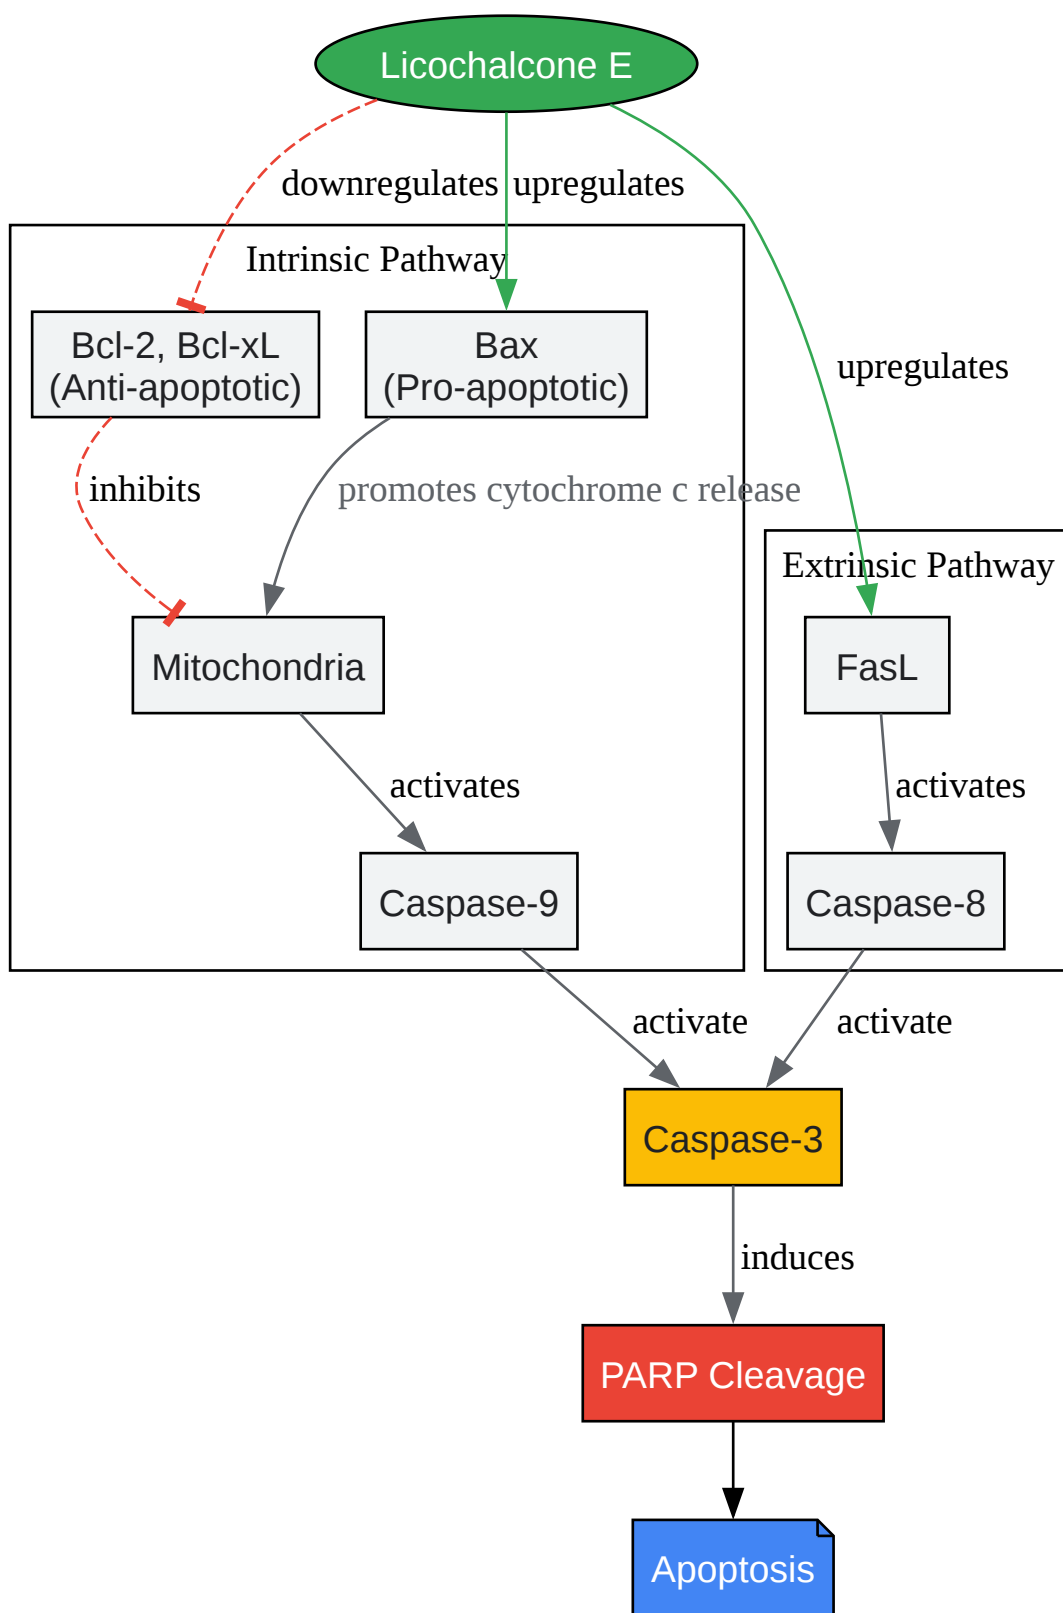 Licochalcone E
downregulates
upregulates
Intrinsic Pathway
Bcl-2, Bcl-xL
(Anti-apoptotic)
Bax
(Pro-apoptotic)
upregulates
inhibits
promotes cytochrome c release
Extrinsic Pathway
Mitochondria
FasL
activates
activates
Caspase-9
Caspase-8
activate
activate
Caspase-3
induces
PARP Cleavage
Apoptosis